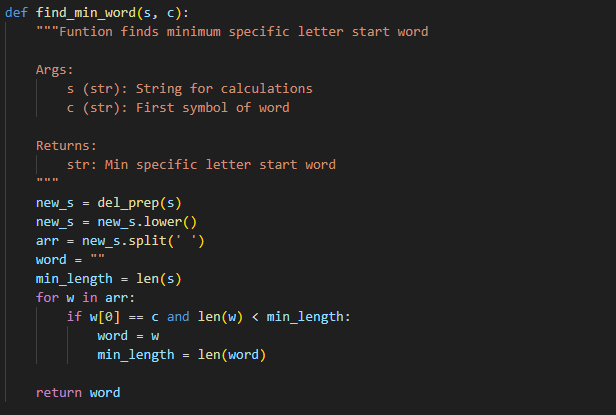 def find_min_word(s, c):
    """Funtion finds minimum specific letter start word

    Args:
        s (str): String for calculations
        c (str): First symbol of word

    Returns:
        str: Min specific letter start word
    """
    new_s = del_prep(s)
    new_s = new_s.lower()
    arr = new_s.split(' ')
    word = ""
    min_length = len(s)
    for w in arr:
        if w[0] == c and len(w) < min_length:
            word = w
            min_length = len(word)

    return word